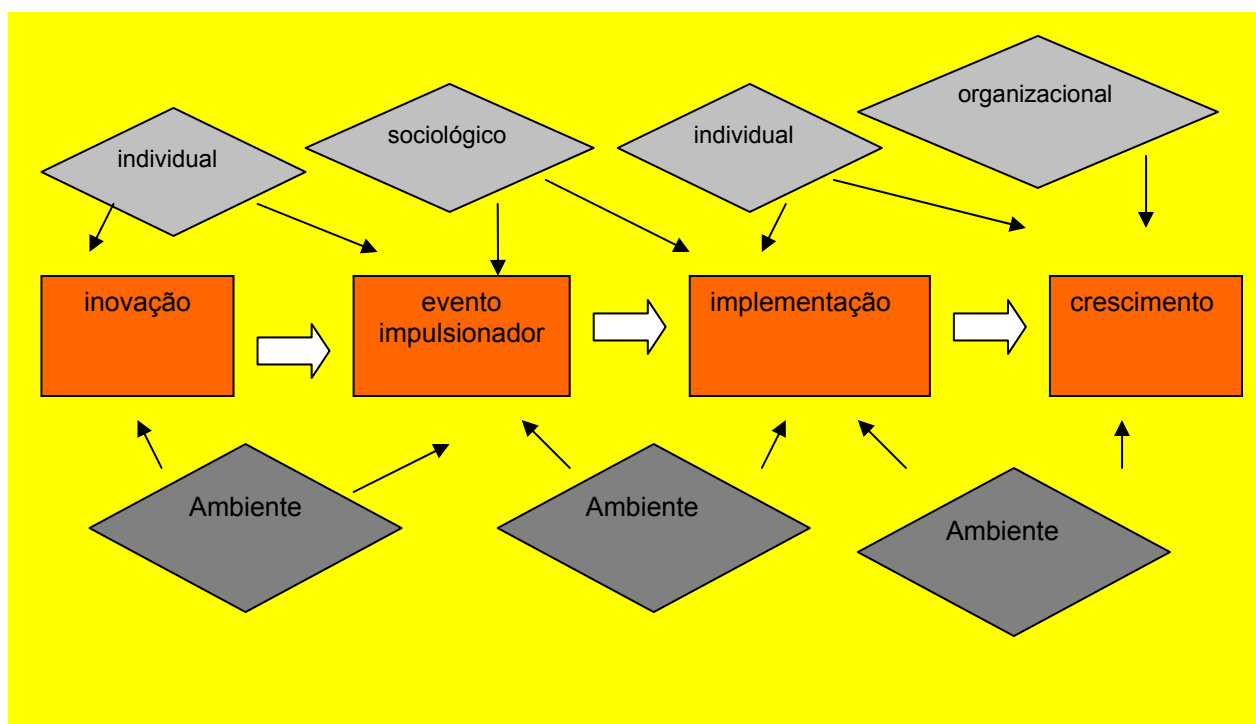 individual
sociológico
individual
organizacional
inovação
evento
impulsionador
implementação
crescimento
Ambiente
Ambiente
Ambiente